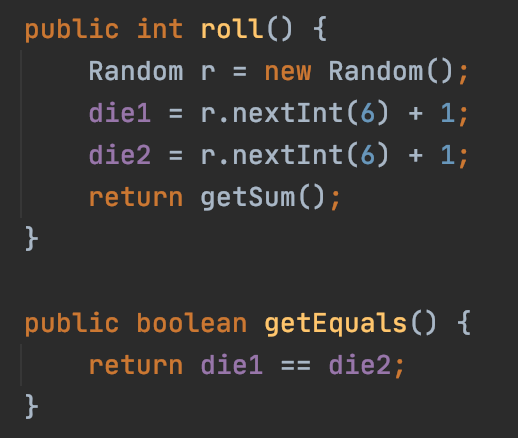 public int roll() {
    Random r = new Random();
    die1 = r.nextInt(6) + 1;
    die2 = r.nextInt(6) + 1;
    return getSum();
}

public boolean getEquals() {
    return die1 == die2;
}